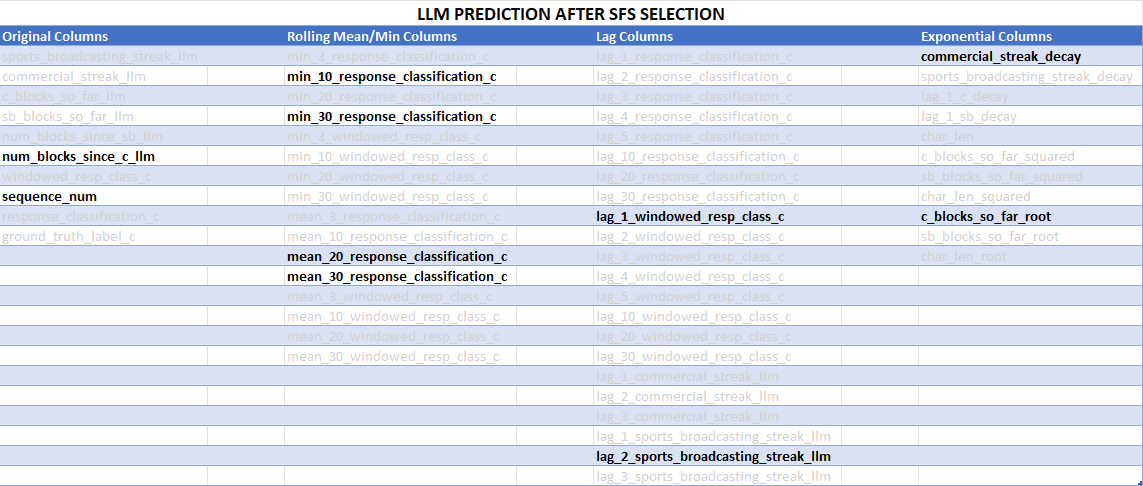 LLM PREDICTION AFTER SFS SELECTION
Original Columns Rolling Mean/Min Columns Lag Columns Exponential Columns
sports_broadcasting_streak_llm min_3_response_classification_c lag_1_response_classification_c commercial_streak_decay
commercial_streak_llm min_10_response_classification_c lag_2_response_classification_c sports_broadcasting_streak_decay
c_blocks_so_far_llm min_20_response_classification_c lag_3_response_classification_c lag_1_c_decay
sb_blocks_so_far_llm min_30_response_classification_c lag_4_response_classification_c lag_1_sb_decay
num_blocks_since_sb_llm min_3_windowed_resp_class_c lag_5_response_classification_c char_len
num_blocks_since_c_llm min_10_windowed_resp_class_c lag_10_response_classification_c c_blocks_so_far_squared
windowed_resp_class_c min_20_windowed_resp_class_c lag_20_response_classification_c sb_blocks_so_far_squared
sequence_num min_30_windowed_resp_class_c lag_30_response_classification_c char_len_squared
response_classification_c mean_3_response_classification_c lag_1_windowed_resp_class_c c_blocks_so_far_root
ground_truth_label_c mean_10_response_classification_c lag_2_windowed_resp_class_c sb_blocks_so_far_root
mean_20_response_classification_c lag_3_windowed_resp_class_c char_len_root
mean_30_response_classification_c lag_4_windowed_resp_class_c
mean_3_windowed_resp_class_c lag_5_windowed_resp_class_c
mean_10_windowed_resp_class_c lag_10_windowed_resp_class_c
mean_20_windowed_resp_class_c lag_20_windowed_resp_class_c
mean_30_windowed_resp_class_c lag_30_windowed_resp_class_c
lag_1_commercial_streak_llm
lag_2_commercial_streak_llm
lag_3_commercial_streak_llm
lag_1_sports_broadcasting_streak_llm
lag_2_sports_broadcasting_streak_llm
lag_3_sports_broadcasting_streak_llm